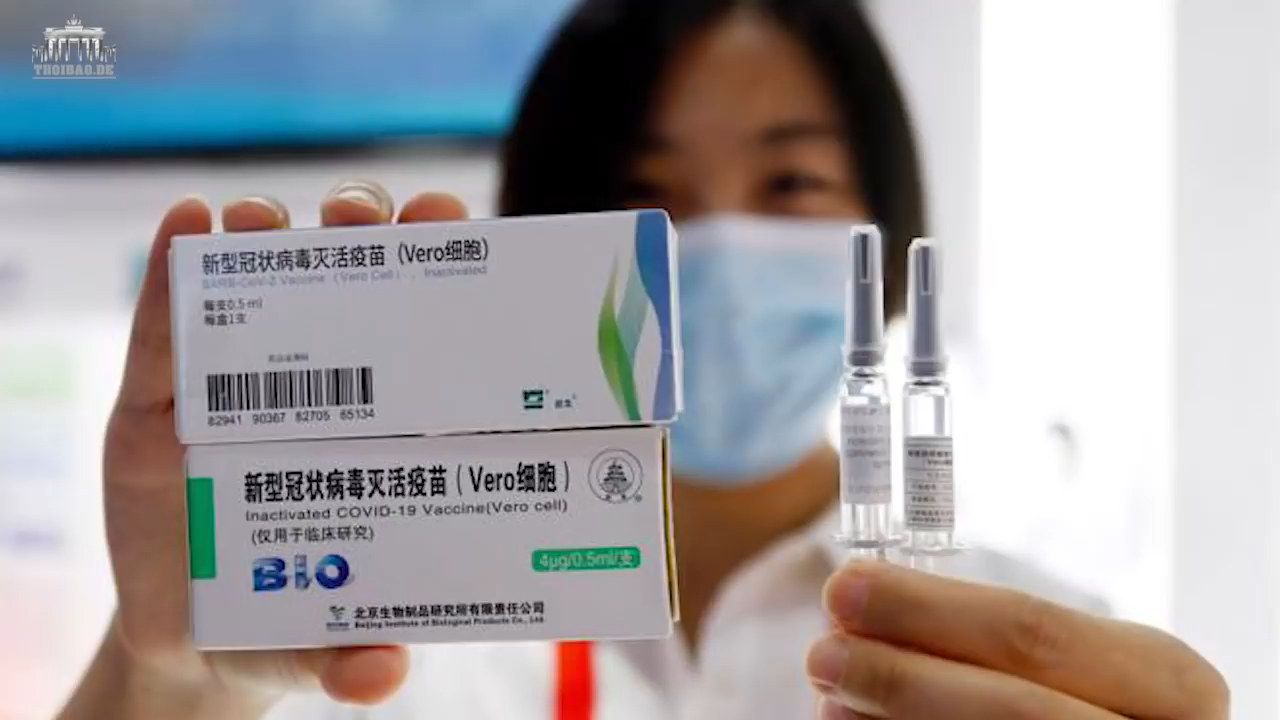 THOIBAO.DE
新型冠状病毒灭活疫苗（Vero细胞）
SARS-CoV-2 Vaccine (Vero Cell), Inactivated
每支0.5ml
每盒1支
82941 90367 82705 65134
新型冠状病毒灭活疫苗（Vero细胞）
Inactivated COVID-19 Vaccine(Vero cell)
(仅用于临床研究)
BIO
4μg/0.5ml/支
北京生物制品研究所有限责任公司
Beijing Institute of Biological Products Co., Ltd.